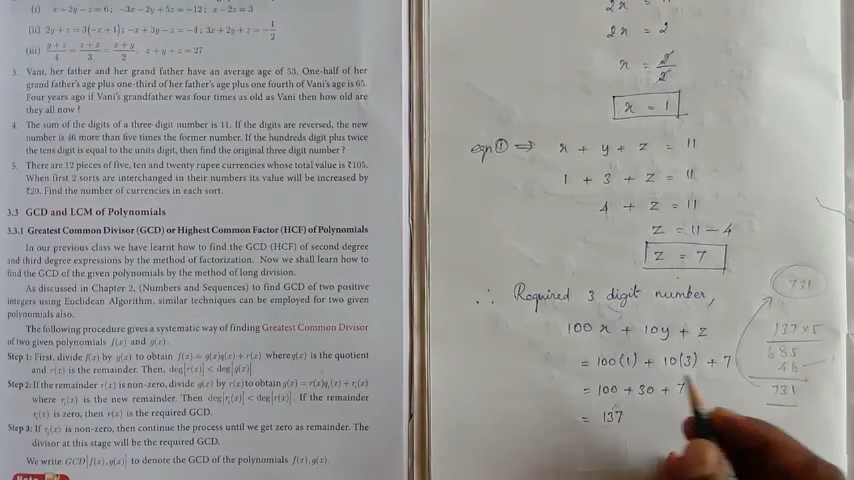 (i) x+2y−z=6; −3x−2y+5z=−12; x−2z=3
(ii) 2y+z=3(−x+1); −x+3y−z=−4; 3x+2y+z=−1/2
(iii) (y+z)/4 = (z+x)/3 = (x+y)/2; x+y+z=27
3. Vani, her father and her grand father have an average age of 53. One-half of her
grand father's age plus one-third of her father's age plus one fourth of Vani's age is 65.
Four years ago if Vani's grandfather was four times as old as Vani then how old are
they all now ?
4. The sum of the digits of a three-digit number is 11. If the digits are reversed, the new
number is 46 more than five times the former number. If the hundreds digit plus twice
the tens digit is equal to the units digit, then find the original three digit number ?
5. There are 12 pieces of five, ten and twenty rupee currencies whose total value is ₹105.
When first 2 sorts are interchanged in their numbers its value will be increased by
₹20. Find the number of currencies in each sort.
3.3 GCD and LCM of Polynomials
3.3.1 Greatest Common Divisor (GCD) or Highest Common Factor (HCF) of Polynomials
In our previous class we have learnt how to find the GCD (HCF) of second degree
and third degree expressions by the method of factorization. Now we shall learn how to
find the GCD of the given polynomials by the method of long division.
As discussed in Chapter 2, (Numbers and Sequences) to find GCD of two positive
integers using Euclidean Algorithm, similar techniques can be employed for two given
polynomials also.
The following procedure gives a systematic way of finding Greatest Common Divisor
of two given polynomials f(x) and g(x).
Step 1: First, divide f(x) by g(x) to obtain f(x) = g(x)q(x) + r(x) where q(x) is the quotient
and r(x) is the remainder. Then, deg[r(x)] < deg[g(x)]
Step 2: If the remainder r(x) is non-zero, divide g(x) by r(x) to obtain g(x) = r(x)q₁(x) + r₁(x)
where r₁(x) is the new remainder. Then deg[r₁(x)] < deg[r(x)]. If the remainder
r₁(x) is zero, then r(x) is the required GCD.
Step 3: If r₁(x) is non-zero, then continue the process until we get zero as remainder. The
divisor at this stage will be the required GCD.
We write GCD[f(x), g(x)] to denote the GCD of the polynomials f(x), g(x).
Note
2x = 2
x = 2/2
x = 1
eqn ① ⇒ x + y + z = 11
1 + 3 + z = 11
4 + z = 11
z = 11 − 4
z = 7
∴ Required 3 digit number,
100x + 10y + z
= 100(1) + 10(3) + 7
= 100 + 30 + 7
= 137
731
137×5
685
46
731